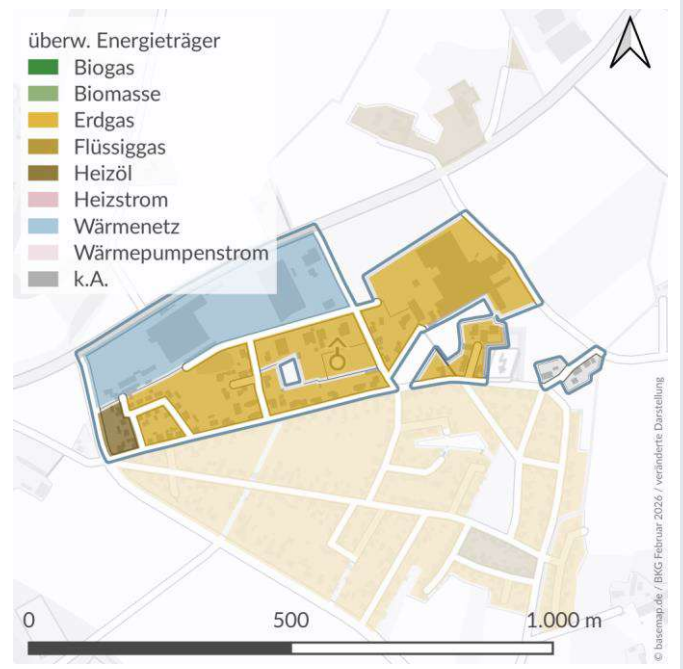 überw. Energieträger
Biogas
Biomasse
Erdgas
Flüssiggas
Heizöl
Heizstrom
Wärmenetz
Wärmepumpenstrom
k.A.
0 500 1.000 m
© basemap.de / BKG Februar 2026 / veränderte Darstellung